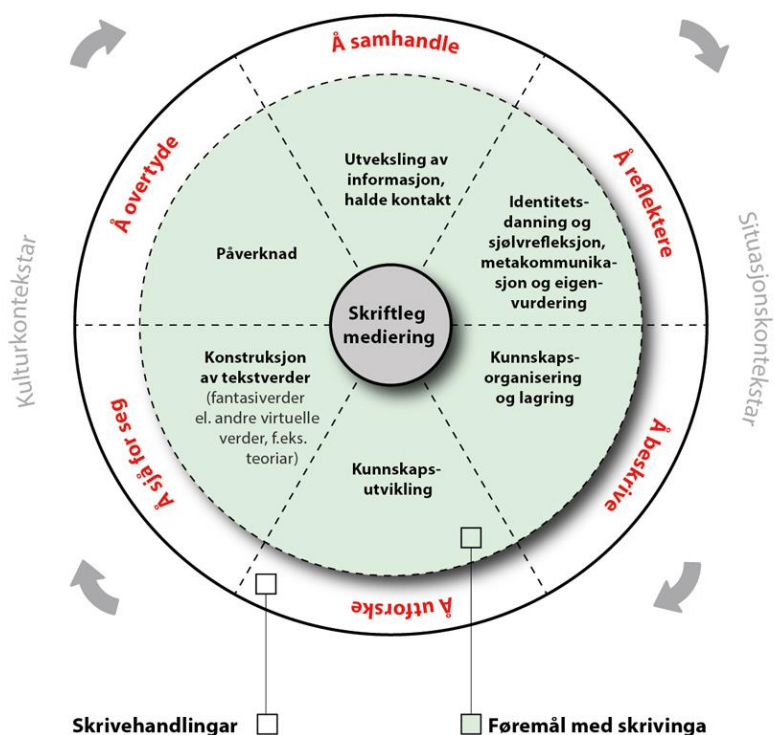 Å samhandle
Å overtyde
Å reflektere
Utveksling av
informasjon,
halde kontakt
Identitets-
danning og
sjølvrefleksjon,
metakommunika-
sjon og eigen-
vurdering
Påverknad
Kulturkontekstar
Situasjonskontekstar
Skriftleg
mediering
Konstruksjon
av tekstverder
(fantasiverder
el. andre virtuelle
verder, f.eks.
teoriar)
Kunnskaps-
organisering
og lagring
Kunnskaps-
utvikling
Å sjå for seg
Å beskrive
Å utforske
Skrivehandlingar
Føremål med skrivinga